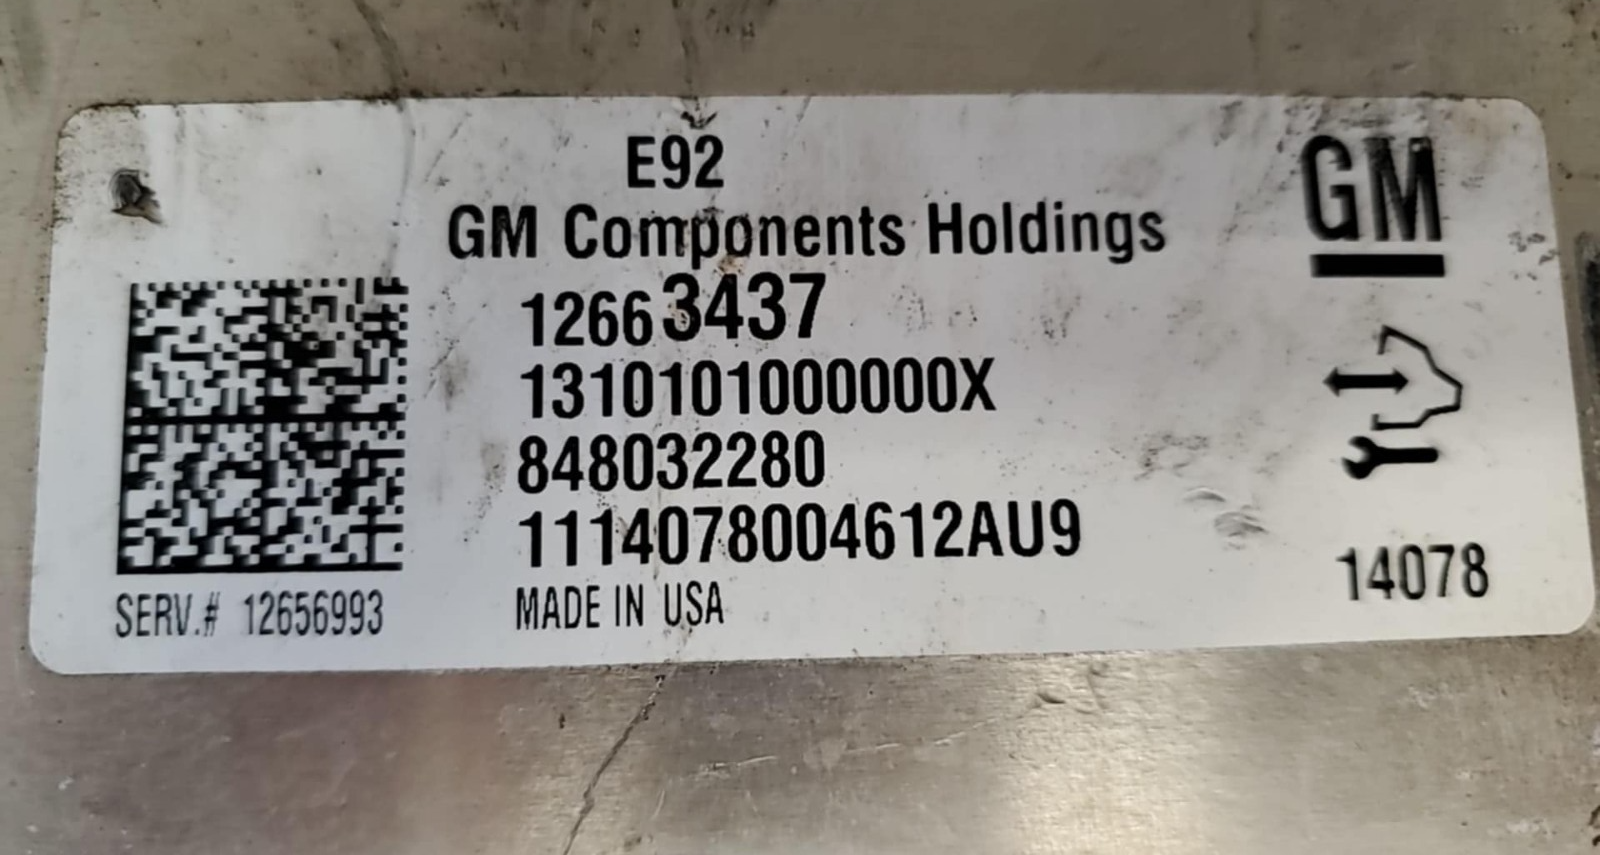 E92
GM Components Holdings
GM
12663437
1310101000000X
848032280
1114078004612AU9
SERV.# 12656993
MADE IN USA
14078